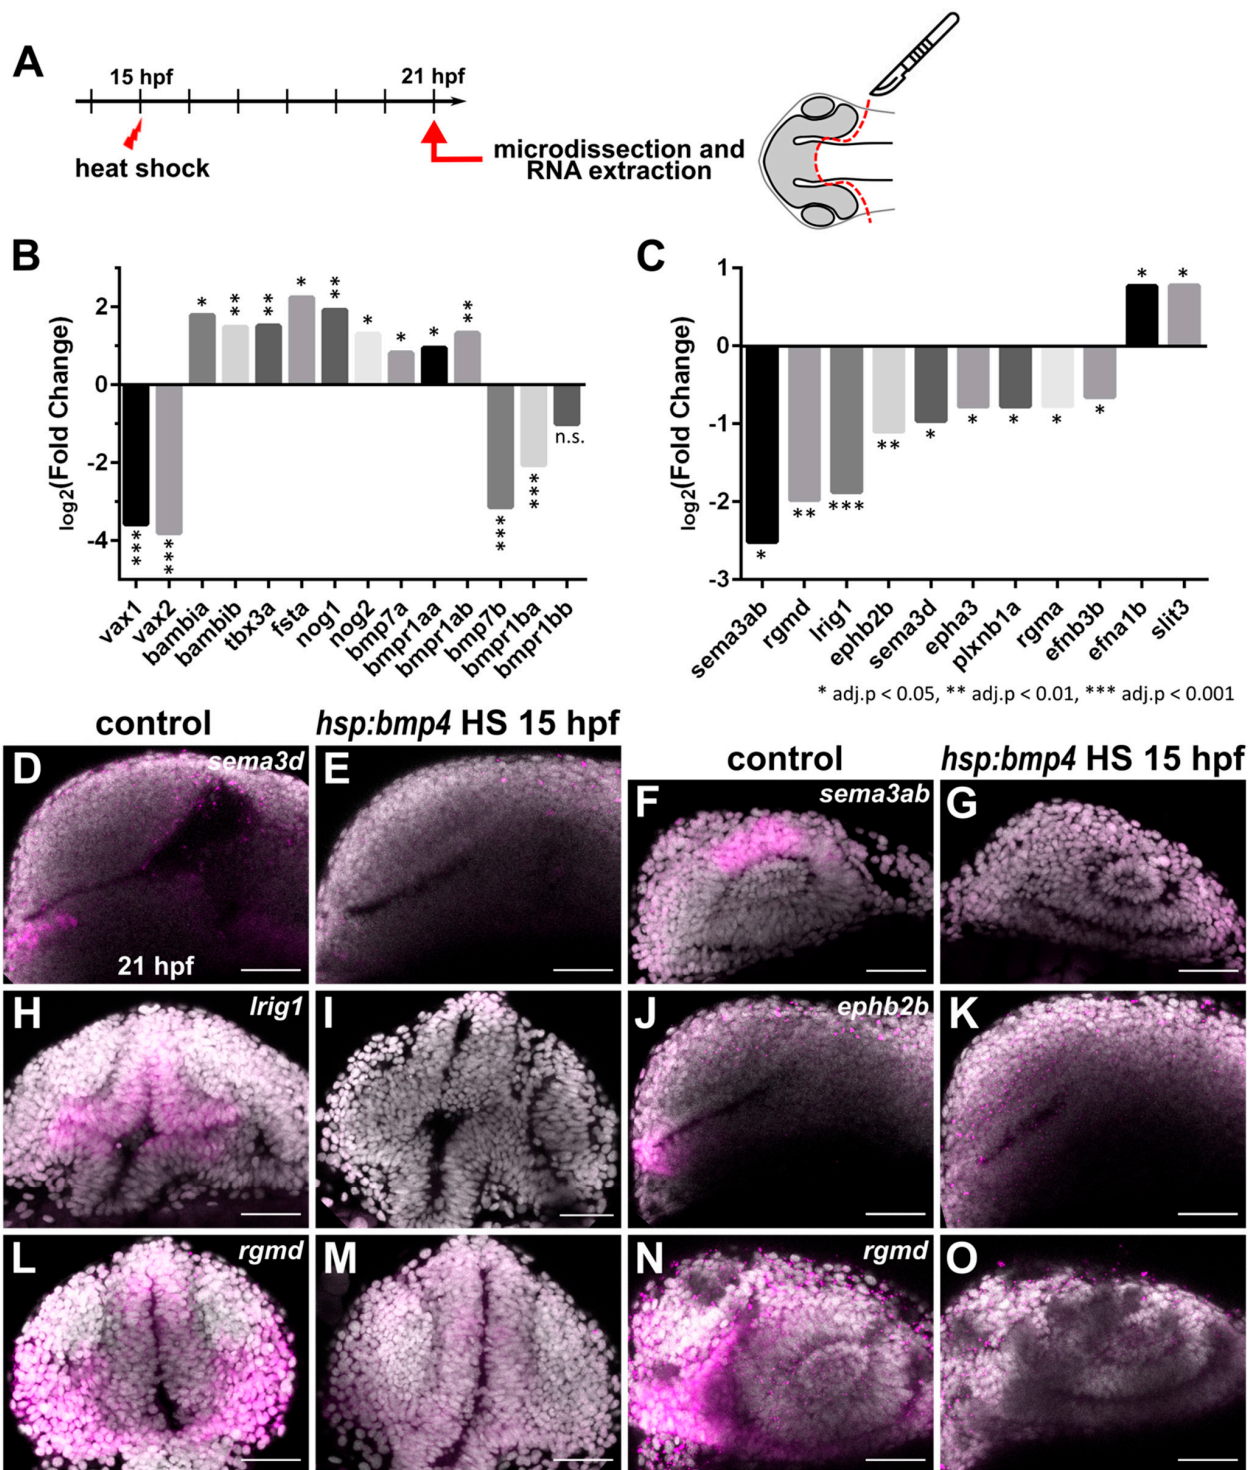 A
15 hpf
21 hpf
heat shock
microdissection and
RNA extraction
B
log2(Fold Change)
2
0
-2
-4
*
**
**
*
**
*
*
*
**
***
***
***
***
n.s.
vax1
vax2
bambia
bambib
tbx3a
fsta
nog1
nog2
bmp7a
bmpr1aa
bmpr1ab
bmp7b
bmpr1ba
bmpr1bb
C
log2(Fold Change)
1
0
-1
-2
-3
*
**
***
**
*
*
*
*
*
*
*
sema3ab
rgmd
lrig1
ephb2b
sema3d
epha3
plxnb1a
rgma
efnb3b
efna1b
slit3
* adj.p < 0.05, ** adj.p < 0.01, *** adj.p < 0.001
control
hsp:bmp4 HS 15 hpf
control
hsp:bmp4 HS 15 hpf
D
sema3d
21 hpf
E
F
sema3ab
G
H
lrig1
I
J
ephb2b
K
L
rgmd
M
N
rgmd
O